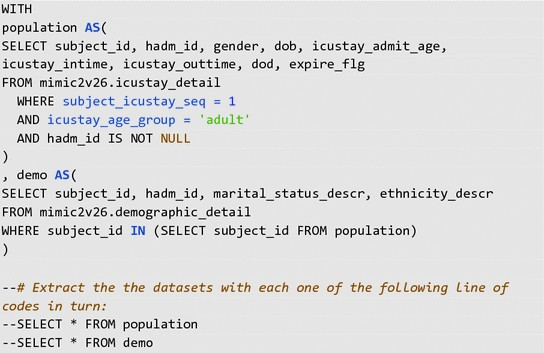 WITH
population AS(
SELECT subject_id, hadm_id, gender, dob, icustay_admit_age,
icustay_intime, icustay_outtime, dod, expire_flg
FROM mimic2v26.icustay_detail
  WHERE subject_icustay_seq = 1
  AND icustay_age_group = 'adult'
  AND hadm_id IS NOT NULL
)
, demo AS(
SELECT subject_id, hadm_id, marital_status_descr, ethnicity_descr
FROM mimic2v26.demographic_detail
WHERE subject_id IN (SELECT subject_id FROM population)
)

--# Extract the the datasets with each one of the following line of
codes in turn:
--SELECT * FROM population
--SELECT * FROM demo